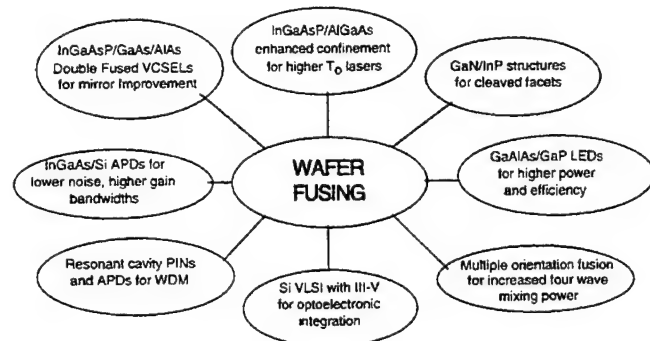 InGaAsP/GaAs/AlAs
Double Fused VCSELs
for mirror Improvement
InGaAsP/AlGaAs
enhanced confinement
for higher To lasers
GaN/InP structures
for cleaved facets
InGaAs/Si APDs for
lower noise, higher gain
bandwidths
WAFER
FUSING
GaAlAs/GaP LEDs
for higher power
and efficiency
Resonant cavity PINs
and APDs for WDM
Si VLSI with III-V
for optoelectronic
integration
Multiple orientation fusion
for increased four wave
mixing power